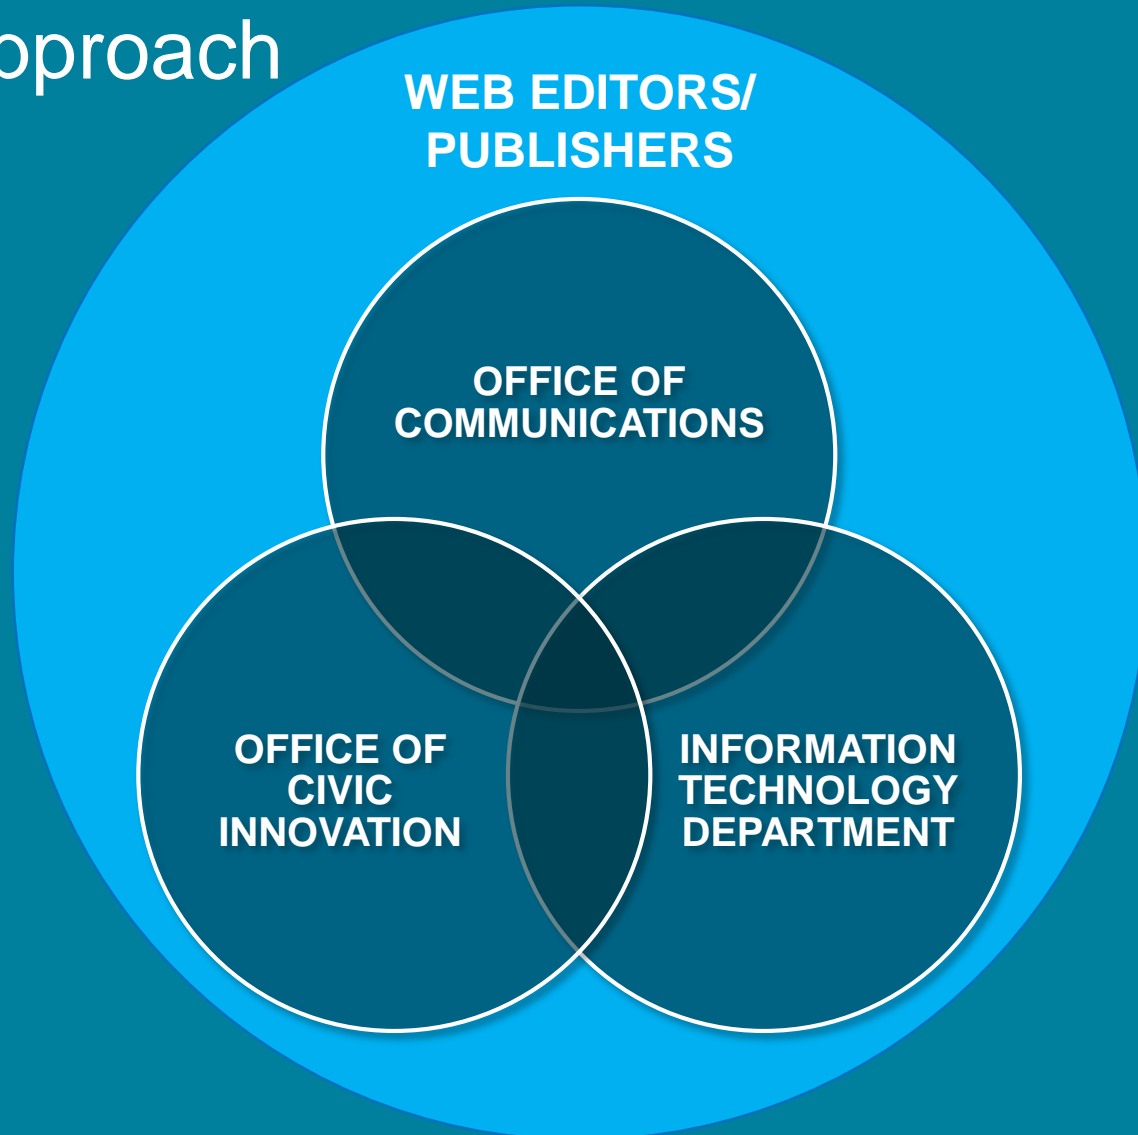 pproach
WEB EDITORS/
PUBLISHERS
OFFICE OF
COMMUNICATIONS
OFFICE OF
CIVIC
INNOVATION
INFORMATION
TECHNOLOGY
DEPARTMENT